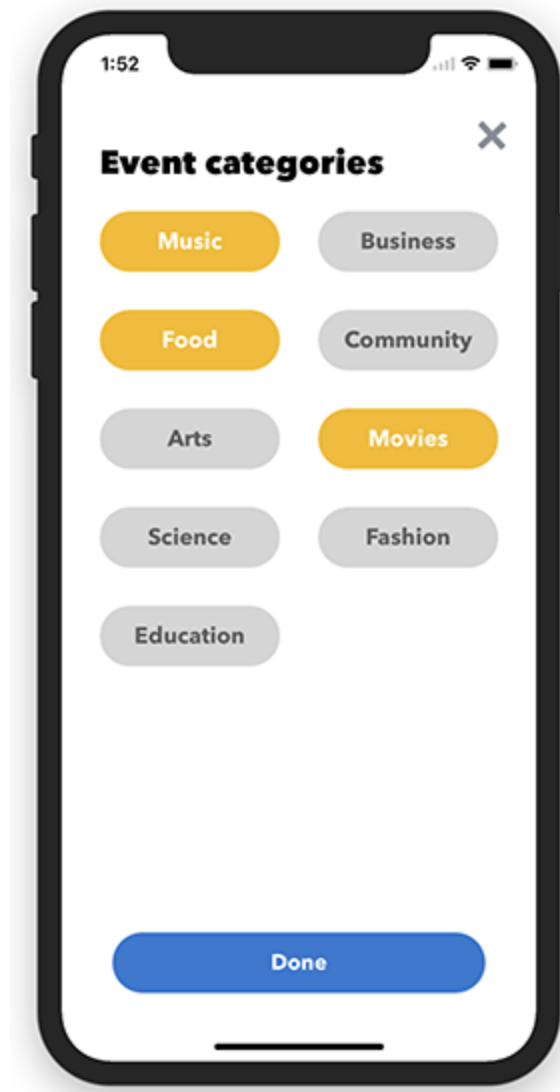 1:52
Event categories
Music
Business
Food
Community
Arts
Movies
Science
Fashion
Education
Done